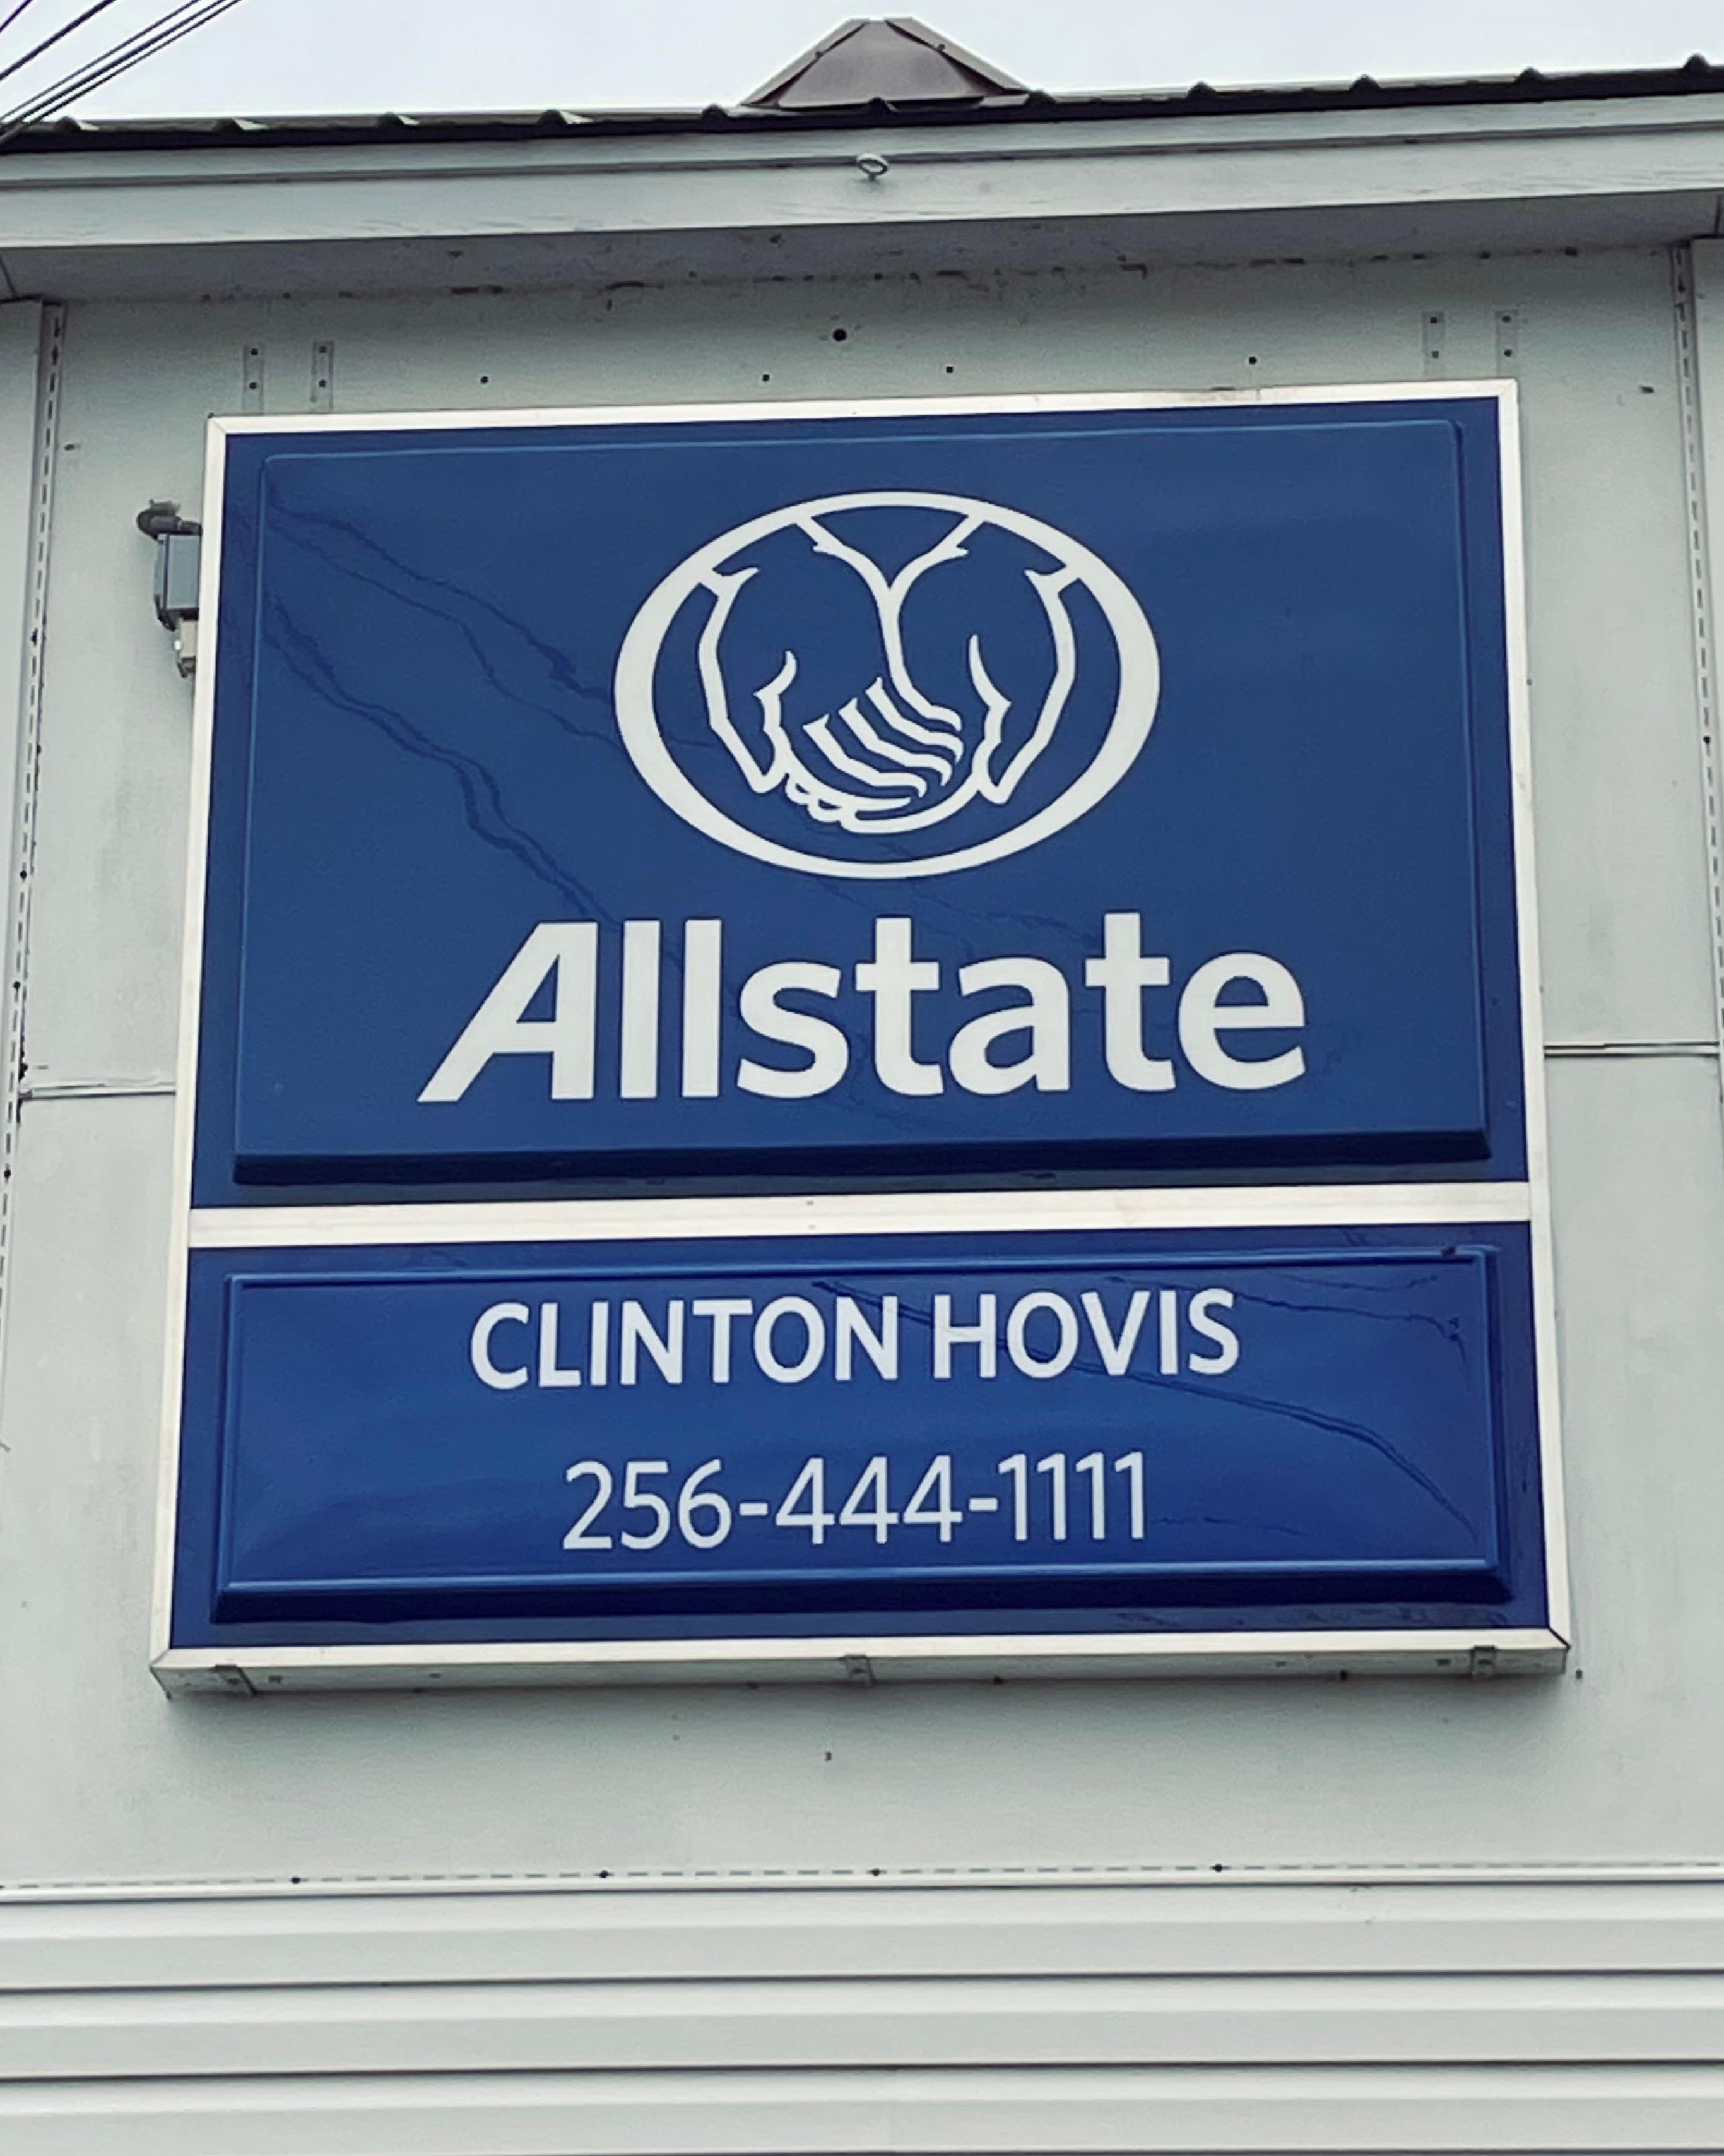 Allstate
CLINTON HOVIS
256-444-1111